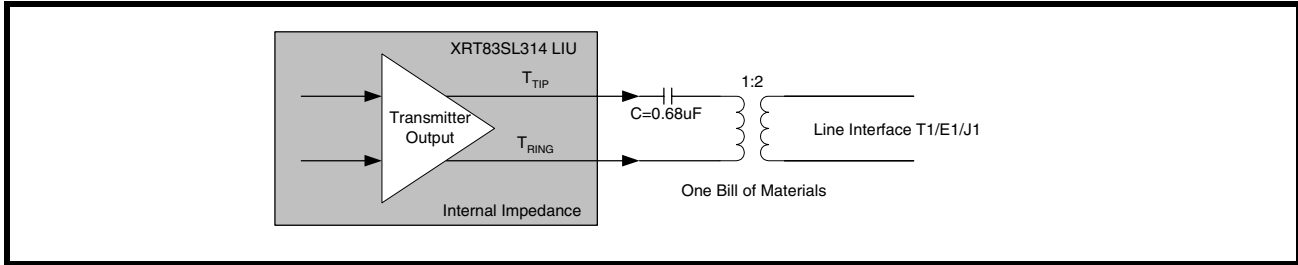 XRT83SL314 LIU
TTIP
1:2
Transmitter
Output
C=0.68uF
Line Interface T1/E1/J1
TRING
One Bill of Materials
Internal Impedance